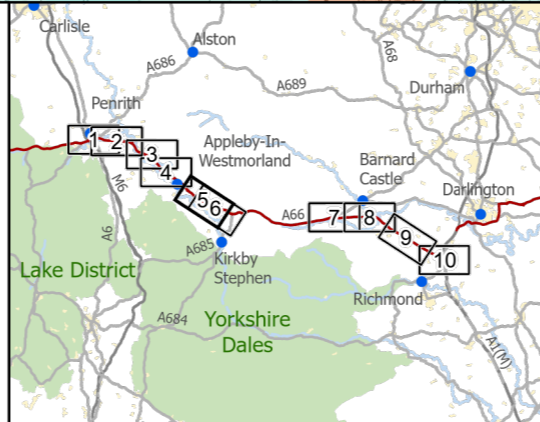 Carlisle
Alston
A686
A689
A68
Durham
Penrith
Appleby-In-
Westmorland
Barnard
Castle
Darlington
1
2
3
4
5
6
7
8
9
10
M6
A6
A66
A685
Kirkby
Stephen
Lake District
Richmond
A684
Yorkshire
Dales
A1(M)